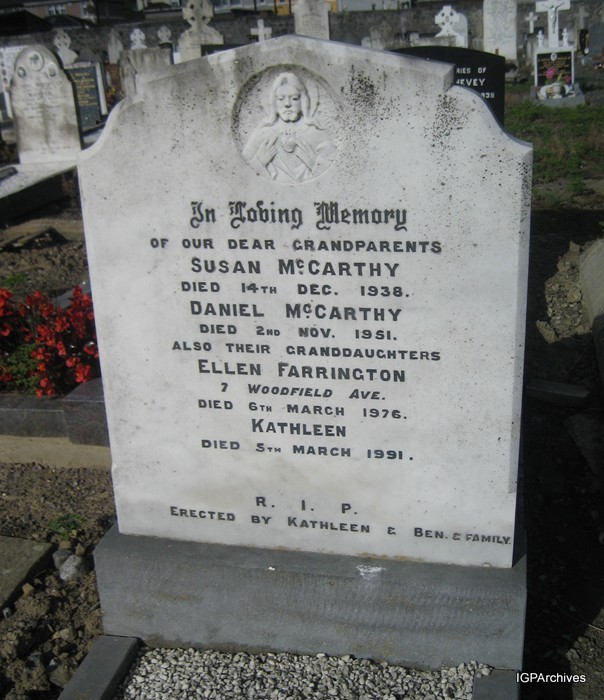 In Loving Memory
OF OUR DEAR GRANDPARENTS
SUSAN McCARTHY
DIED 14TH DEC. 1938.
DANIEL McCARTHY
DIED 2ND NOV. 1951.
ALSO THEIR GRANDDAUGHTERS
ELLEN FARRINGTON
7 WOODFIELD AVE.
DIED 6TH MARCH 1976.
KATHLEEN
DIED 5TH MARCH 1991.
R. I. P.
ERECTED BY KATHLEEN & BEN. & FAMILY.
IGPArchives